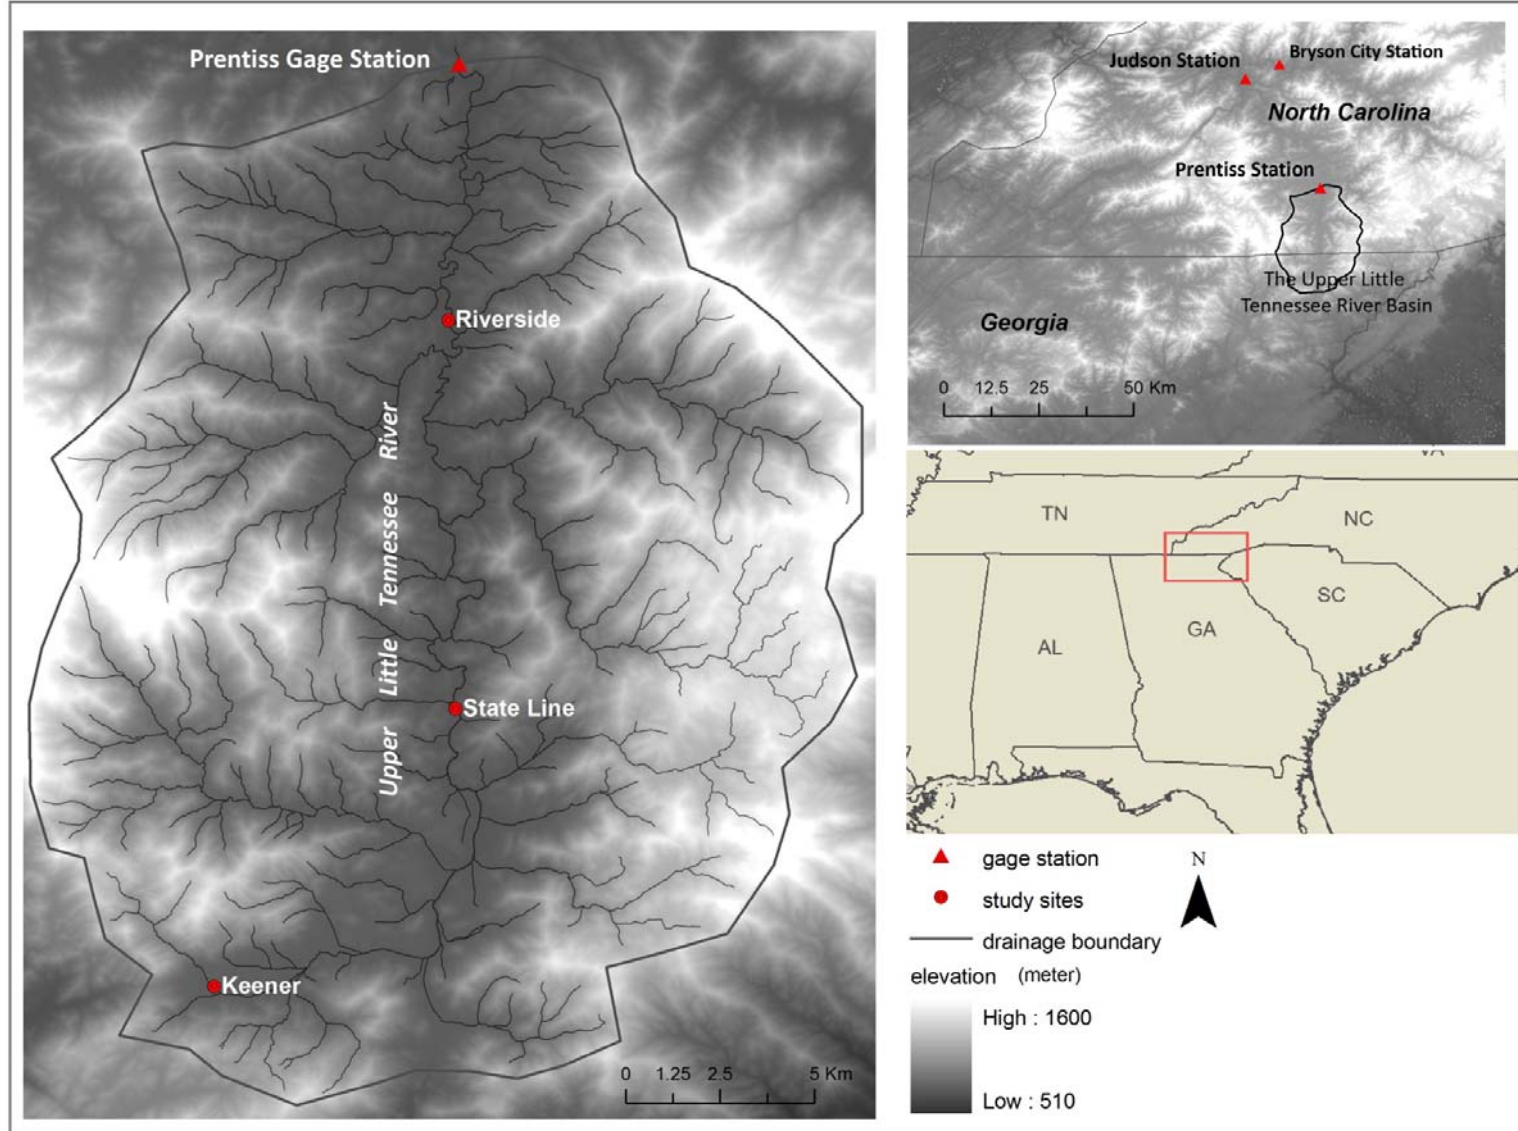 Prentiss Gage Station
Riverside
Upper Little Tennessee River
State Line
Keener
0 1.25 2.5 5 Km
Judson Station
Bryson City Station
North Carolina
Prentiss Station
The Upper Little
Tennessee River Basin
Georgia
0 12.5 25 50 Km
VA
TN
NC
SC
GA
AL
gage station
N
study sites
drainage boundary
elevation (meter)
High : 1600
Low : 510